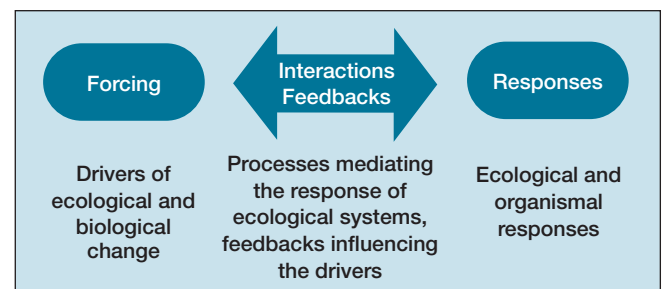 Forcing
Interactions
Feedbacks
Responses
Drivers of
ecological and
biological
change
Processes mediating
the response of
ecological systems,
feedbacks influencing
the drivers
Ecological and
organismal
responses